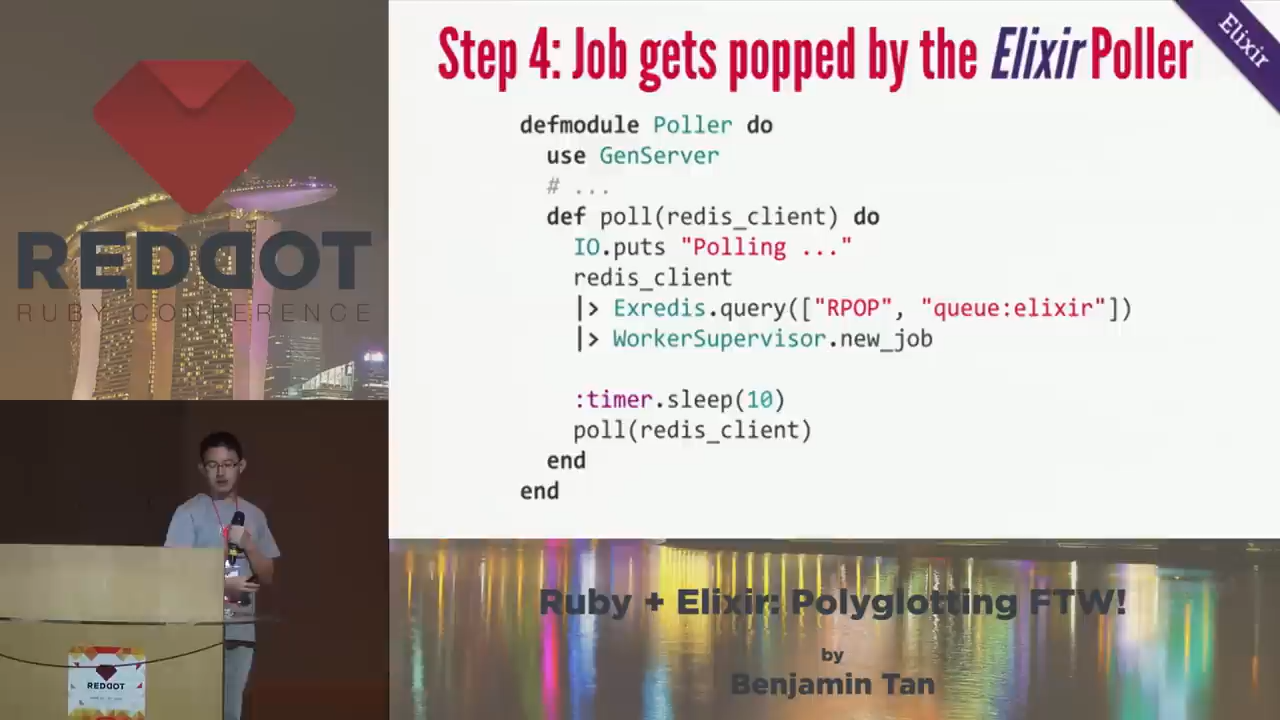 REDDOT
RUBY CONFERENCE
Step 4: Job gets popped by the Elixir Poller
Elixir
defmodule Poller do
  use GenServer
  # ...
  def poll(redis_client) do
    IO.puts "Polling ..."
    redis_client
    |> Exredis.query(["RPOP", "queue:elixir"])
    |> WorkerSupervisor.new_job

    :timer.sleep(10)
    poll(redis_client)
  end
end
Ruby + Elixir: Polyglotting FTW!
by
Benjamin Tan
REDDOT